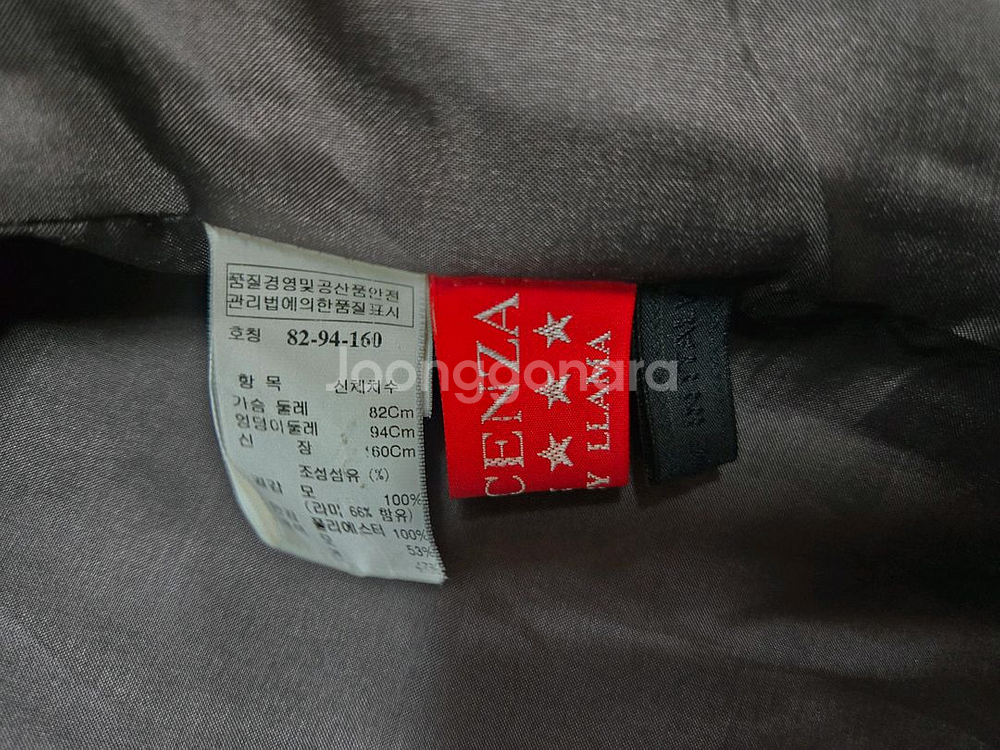 품질경영및공산품안전
관리법에의한품질표시
호칭 82-94-160
항 목 신체치수
가슴 둘레 82Cm
엉덩이둘레 94Cm
신 장 160Cm
조성섬유 (%)
겉감 모 100%
(라마, 66% 함유)
폴리에스터 100%
53%
CENZA
★ ★ ★
LLAMA
Joonggonara